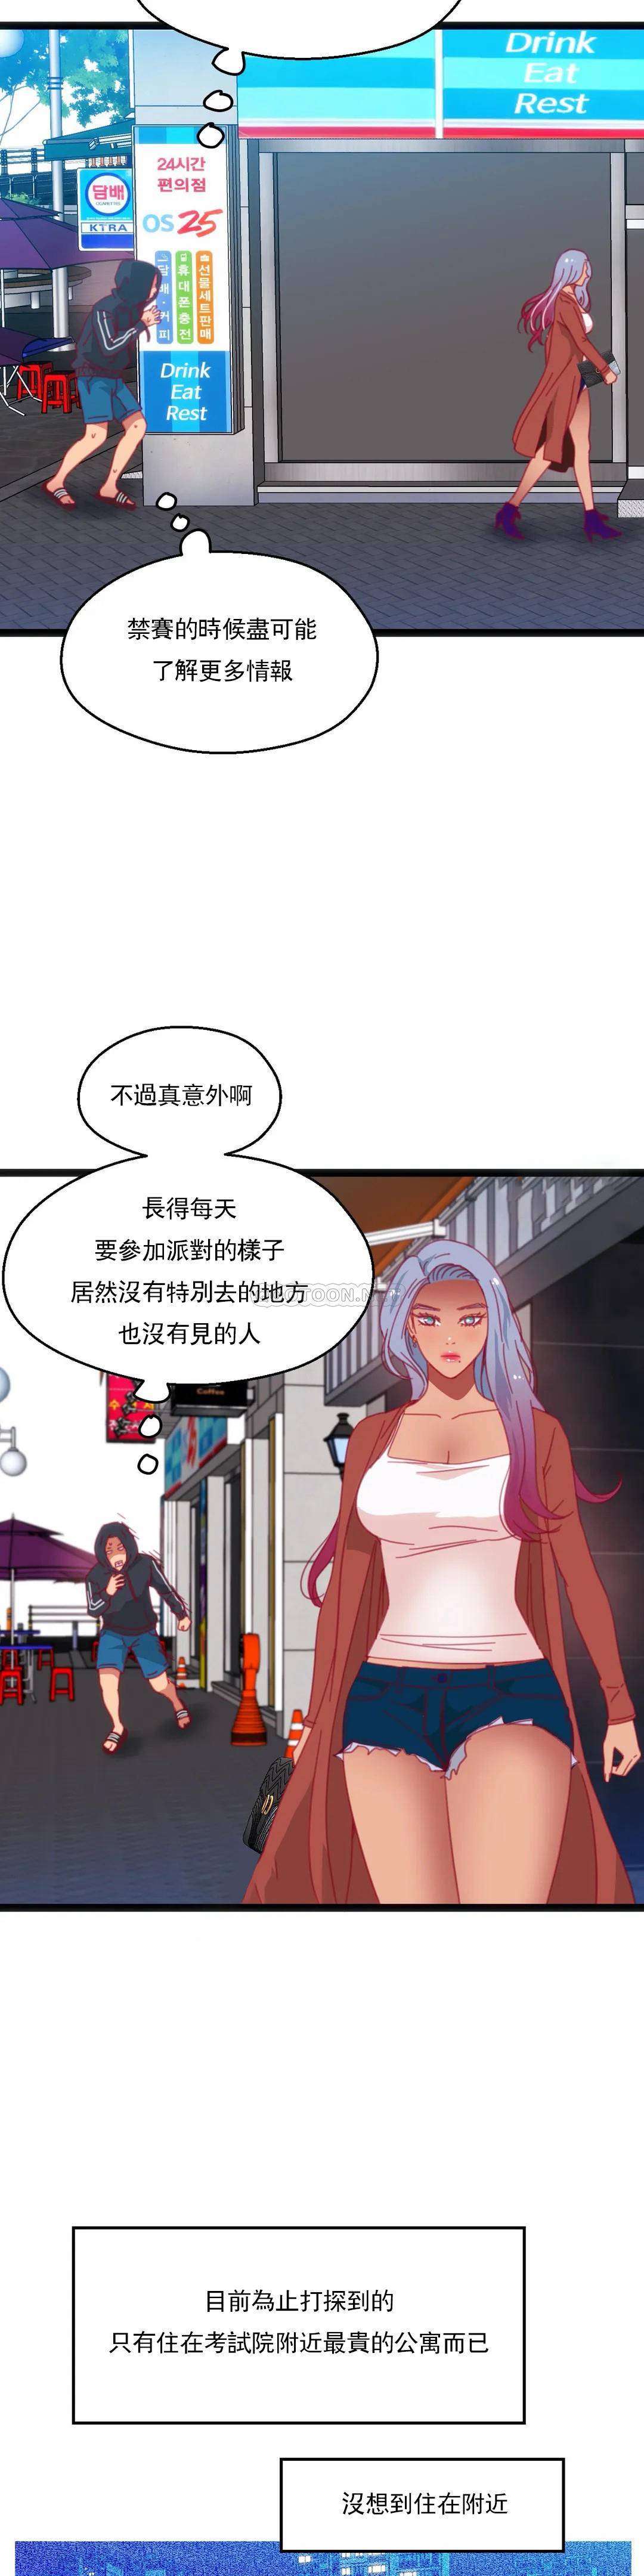 Drink
Eat
Rest
24시간
편의점
OS 25
담배
KTRA
담배·커피
휴대폰충전
선물세트판매
Drink
Eat
Rest
禁賽的時候盡可能
了解更多情報
不過真意外啊
長得每天
要參加派對的樣子
居然沒有特別去的地方
也沒有見的人
Coffee
目前為止打探到的
只有住在考試院附近最貴的公寓而已
沒想到住在附近